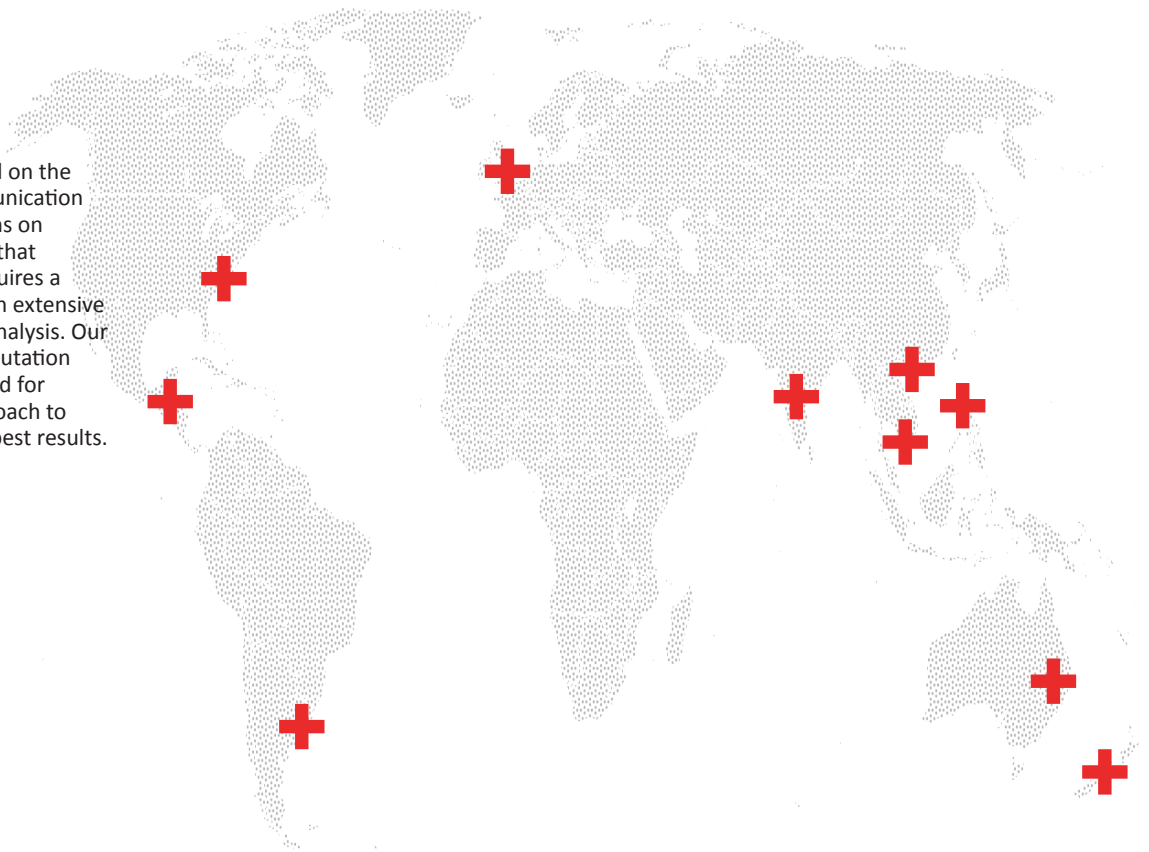 on the
unication
ns on
that
uires a
n extensive
nalysis. Our
utation
d for
oach to
best results.